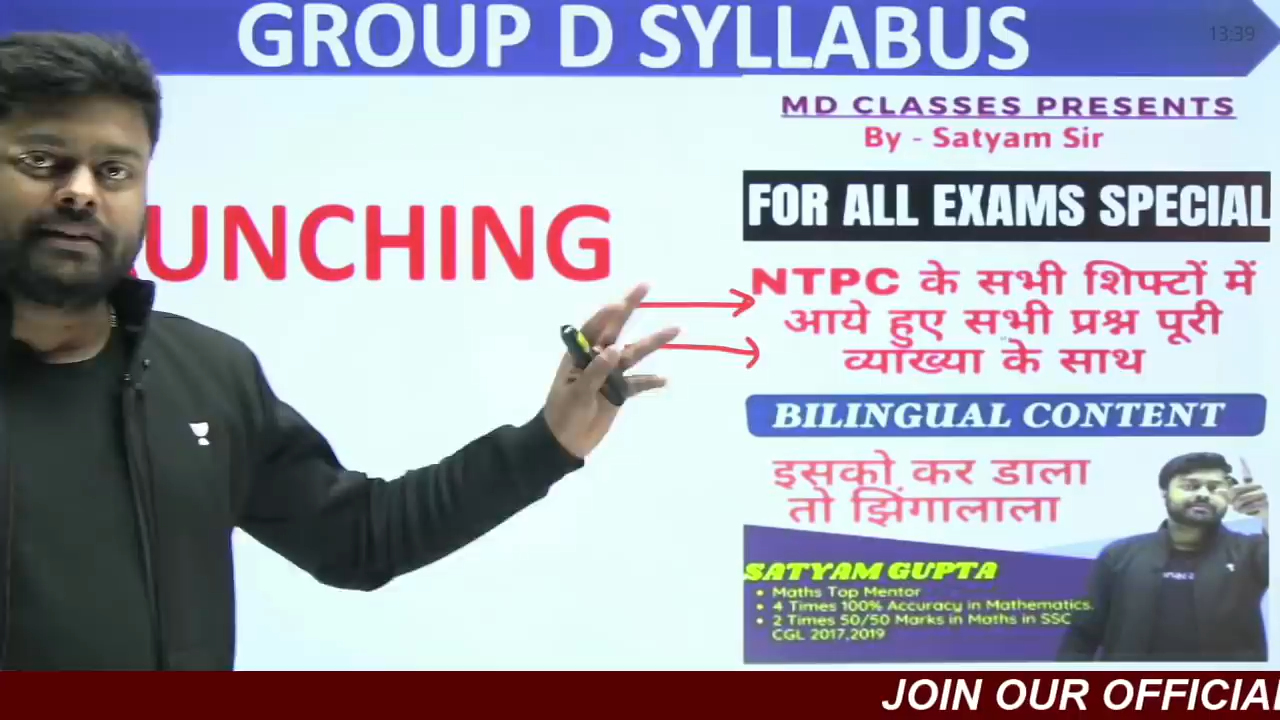 GROUP D SYLLABUS
13:39
MD CLASSES PRESENTS
By - Satyam Sir
FOR ALL EXAMS SPECIAL
UNCHING
NTPC के सभी शिफ्टों में
आये हुए सभी प्रश्न पूरी
व्याख्या के साथ
BILINGUAL CONTENT
इसको कर डाला
तो झिंगालाला
SATYAM GUPTA
• Maths Top Mentor
• 4 Times 100% Accuracy in Mathematics.
• 2 Times 50/50 Marks in Maths in SSC
CGL 2017,2019
JOIN OUR OFFICIAL